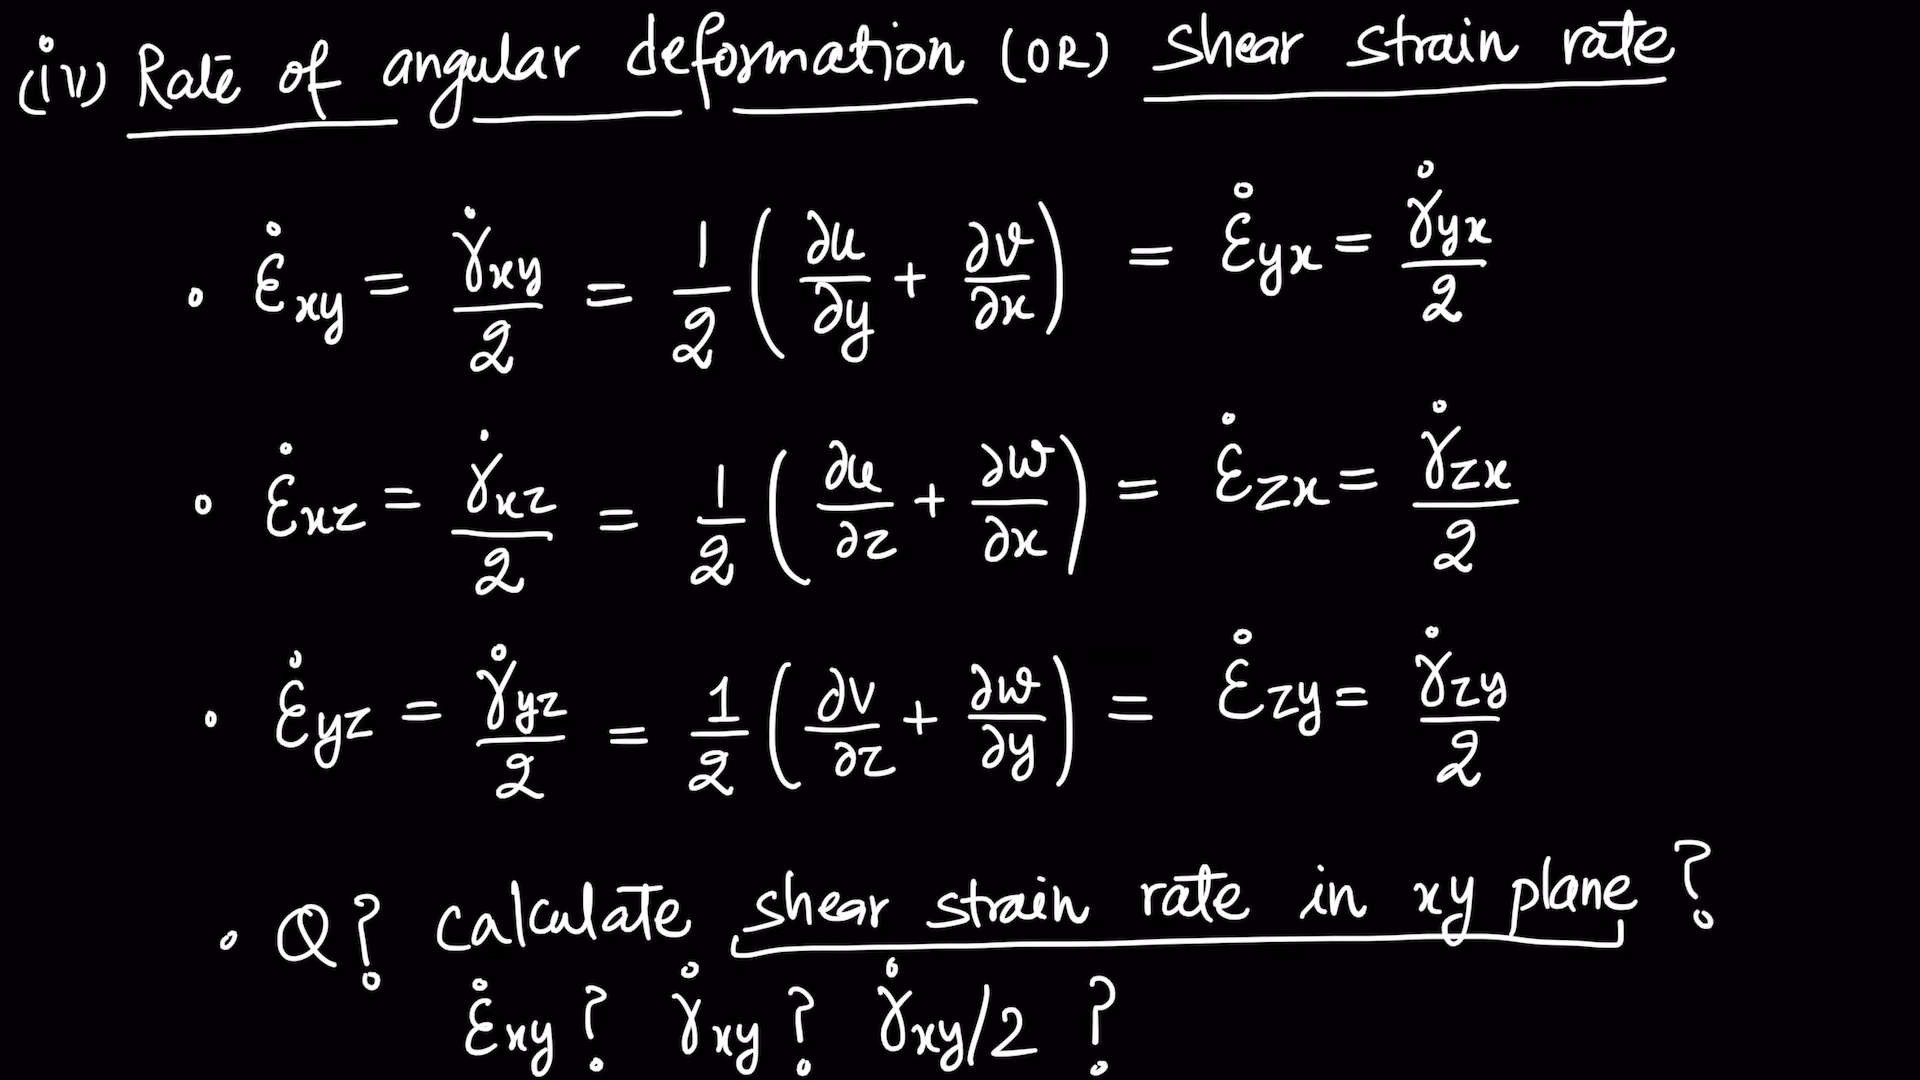 (iv) Rate of angular deformation (OR) shear strain rate
• ε̇xy = γ̇xy/2 = 1/2 (∂u/∂y + ∂v/∂x) = ε̇yx = γ̇yx/2
• ε̇xz = γ̇xz/2 = 1/2 (∂u/∂z + ∂w/∂x) = ε̇zx = γ̇zx/2
• ε̇yz = γ̇yz/2 = 1/2 (∂v/∂z + ∂w/∂y) = ε̇zy = γ̇zy/2
• Q? calculate shear strain rate in xy plane ?
ε̇xy ? γ̇xy ? γ̇xy/2 ?